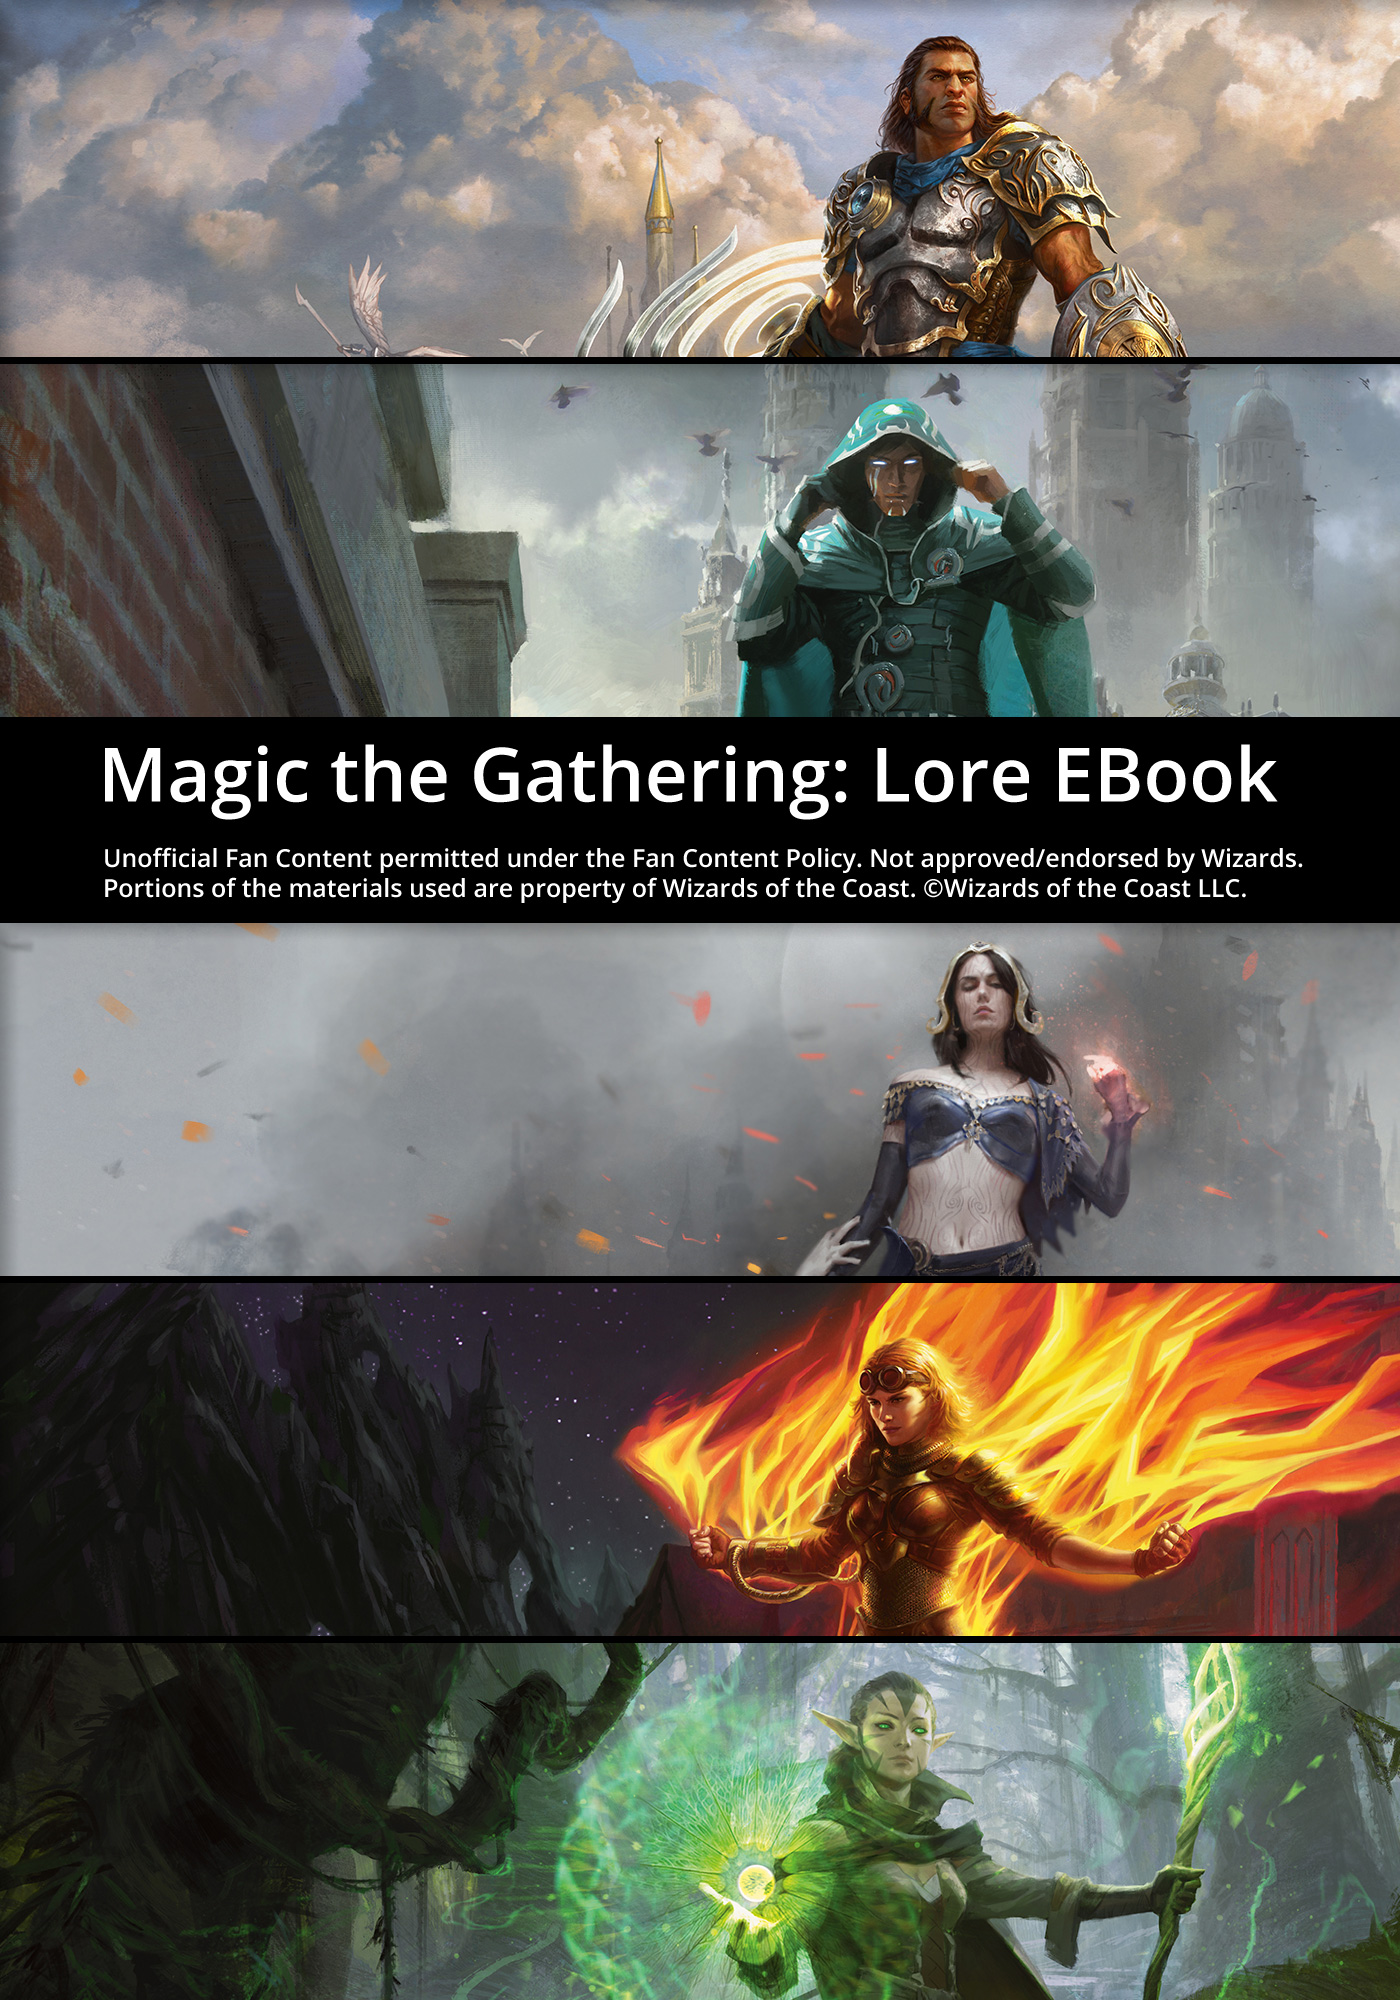 Magic the Gathering: Lore EBook
Unofficial Fan Content permitted under the Fan Content Policy. Not approved/endorsed by Wizards.
Portions of the materials used are property of Wizards of the Coast. ©Wizards of the Coast LLC.